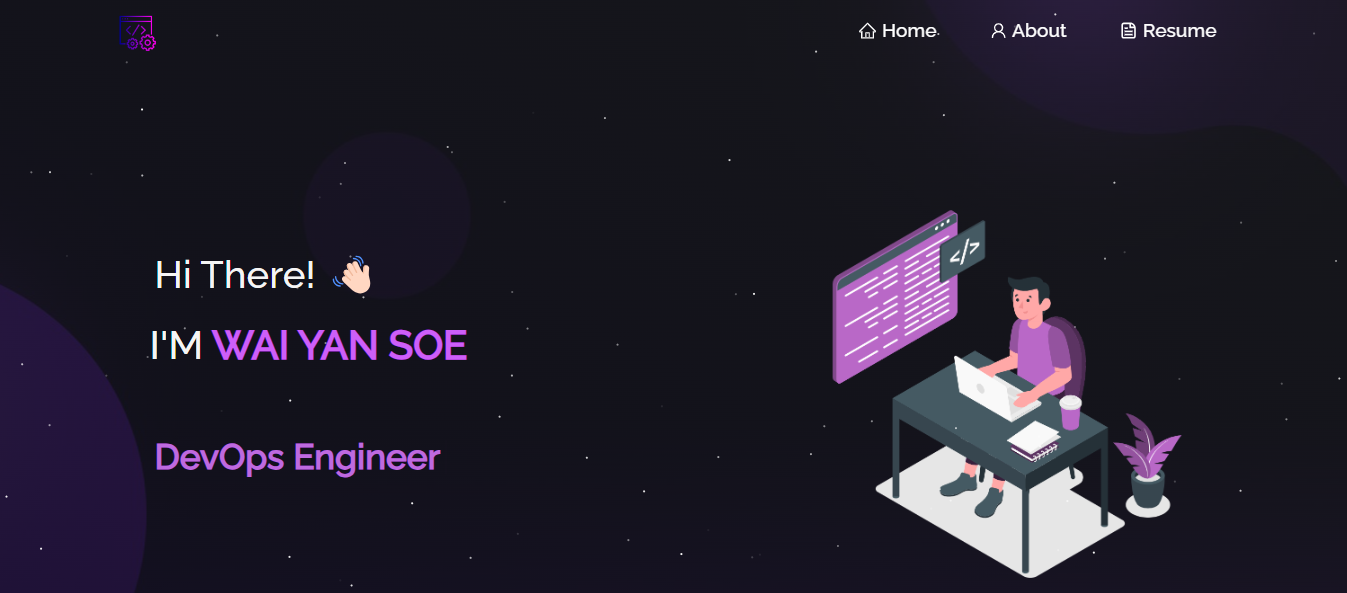 Home
About
Resume
Hi There! 👋🏻
I'M WAI YAN SOE
DevOps Engineer
</>